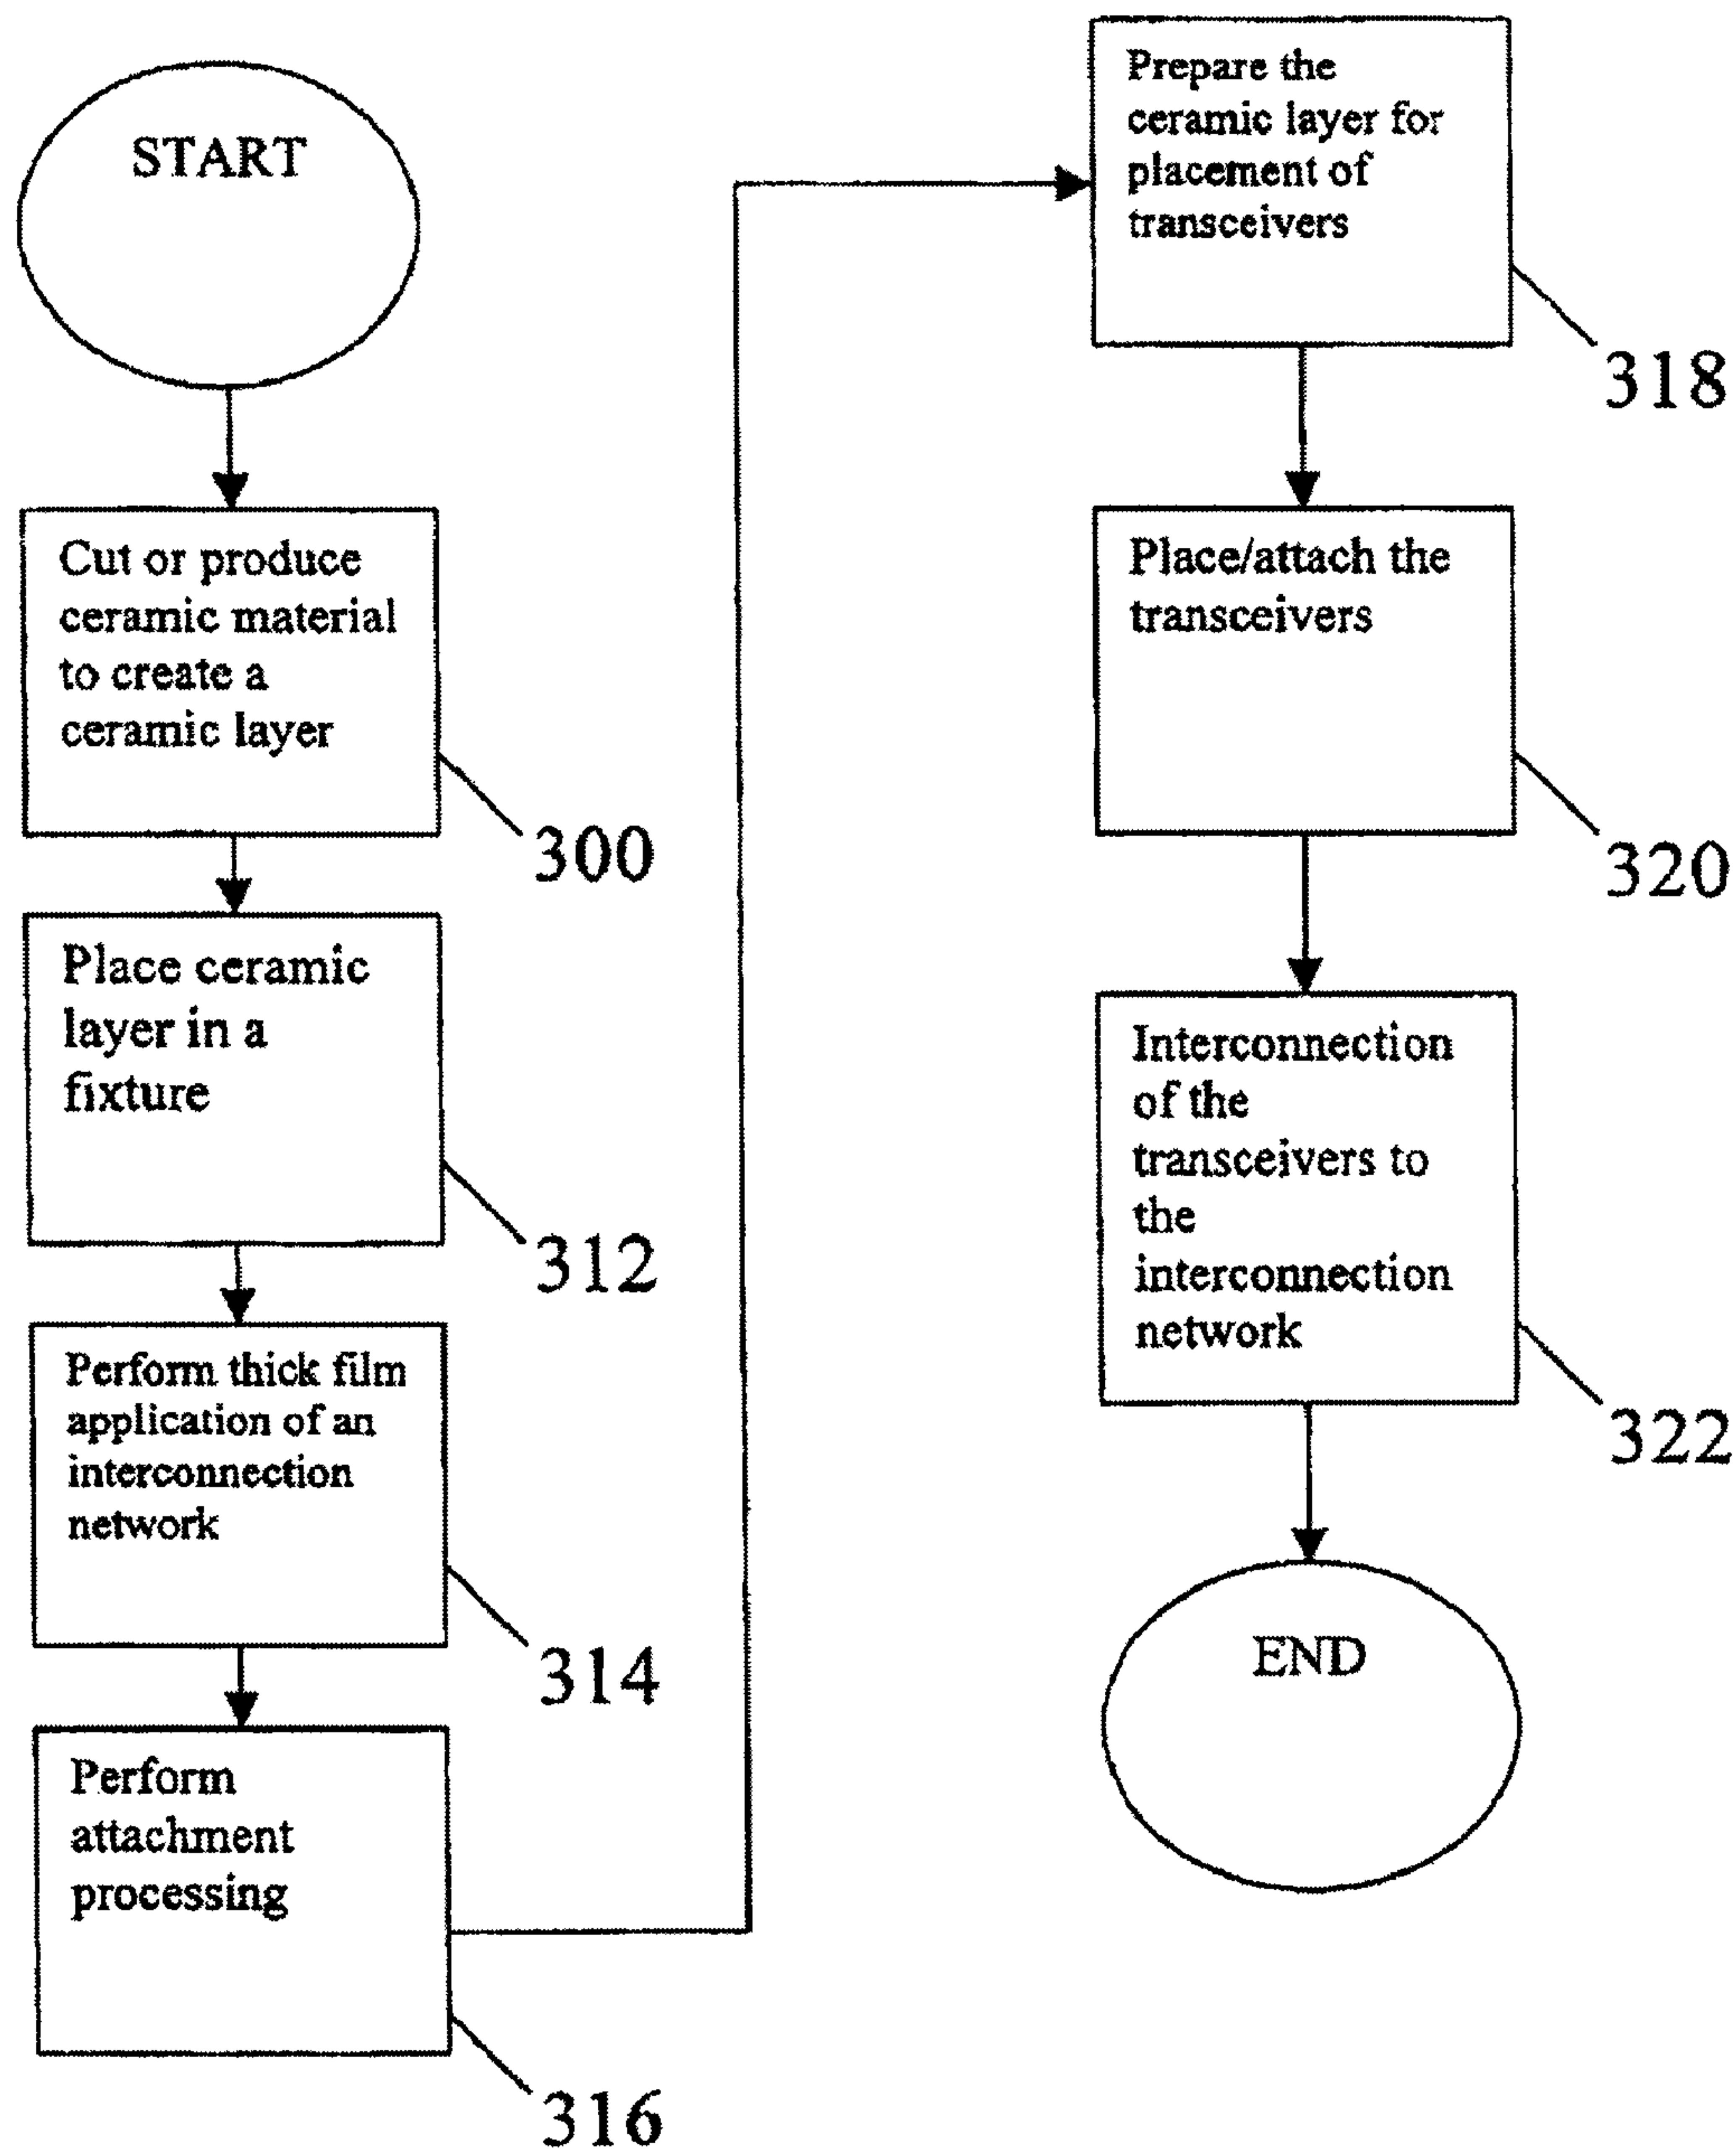 START
Cut or produce
ceramic material
to create a
ceramic layer
300
Place ceramic
layer in a
fixture
312
Perform thick film
application of an
interconnection
network
314
Perform
attachment
processing
316
Prepare the
ceramic layer for
placement of
transceivers
318
Place/attach the
transceivers
320
Interconnection
of the
transceivers to
the
interconnection
network
322
END